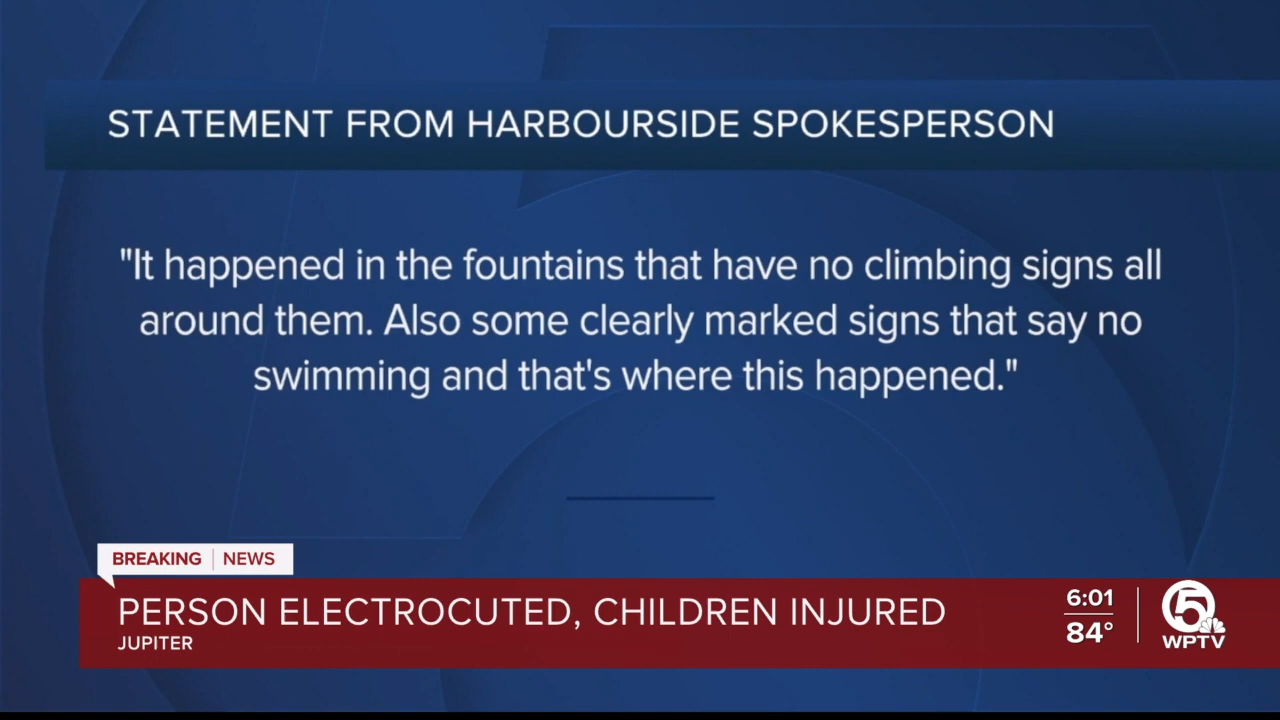 STATEMENT FROM HARBOURSIDE SPOKESPERSON
"It happened in the fountains that have no climbing signs all
around them. Also some clearly marked signs that say no
swimming and that's where this happened."
BREAKING | NEWS
PERSON ELECTROCUTED, CHILDREN INJURED
JUPITER
6:01
84°
5
WPTV